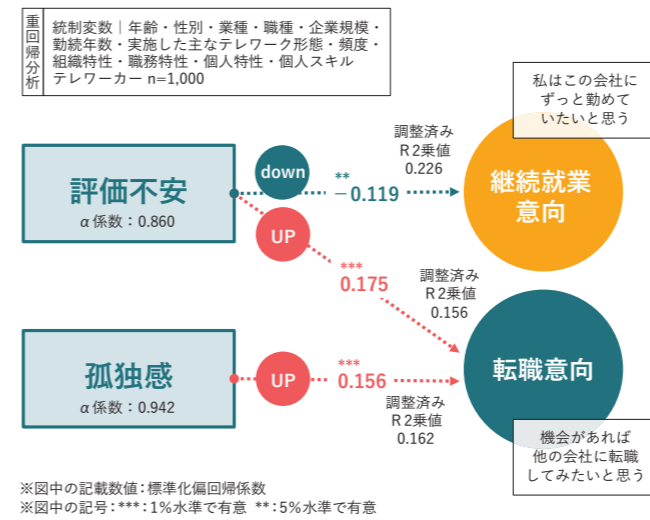 重回帰分析
統制変数｜年齢・性別・業種・職種・企業規模・
勤続年数・実施した主なテレワーク形態・頻度・
組織特性・職務特性・個人特性・個人スキル
テレワーカー n=1,000
私はこの会社に
ずっと勤めて
いたいと思う
評価不安
α係数：0.860
down
**
−0.119
調整済み
R2乗値
0.226
継続就業
意向
UP
***
0.175
調整済み
R2乗値
0.156
孤独感
α係数：0.942
UP
***
0.156
調整済み
R2乗値
0.162
転職意向
機会があれば
他の会社に転職
してみたいと思う
※図中の記載数値：標準化偏回帰係数
※図中の記号：***：1%水準で有意 **：5%水準で有意